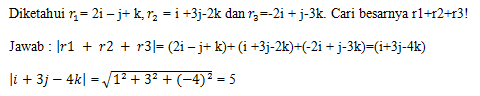 Diketahui r₁= 2i – j+ k, r₂ = i +3j-2k dan r₃=-2i + j-3k. Cari besarnya r1+r2+r3!
Jawab : |r1 + r2 + r3|= (2i – j+ k)+ (i +3j-2k)+(-2i + j-3k)=(i+3j-4k)
|i + 3j − 4k| = √(1² + 3² + (−4)²) = 5